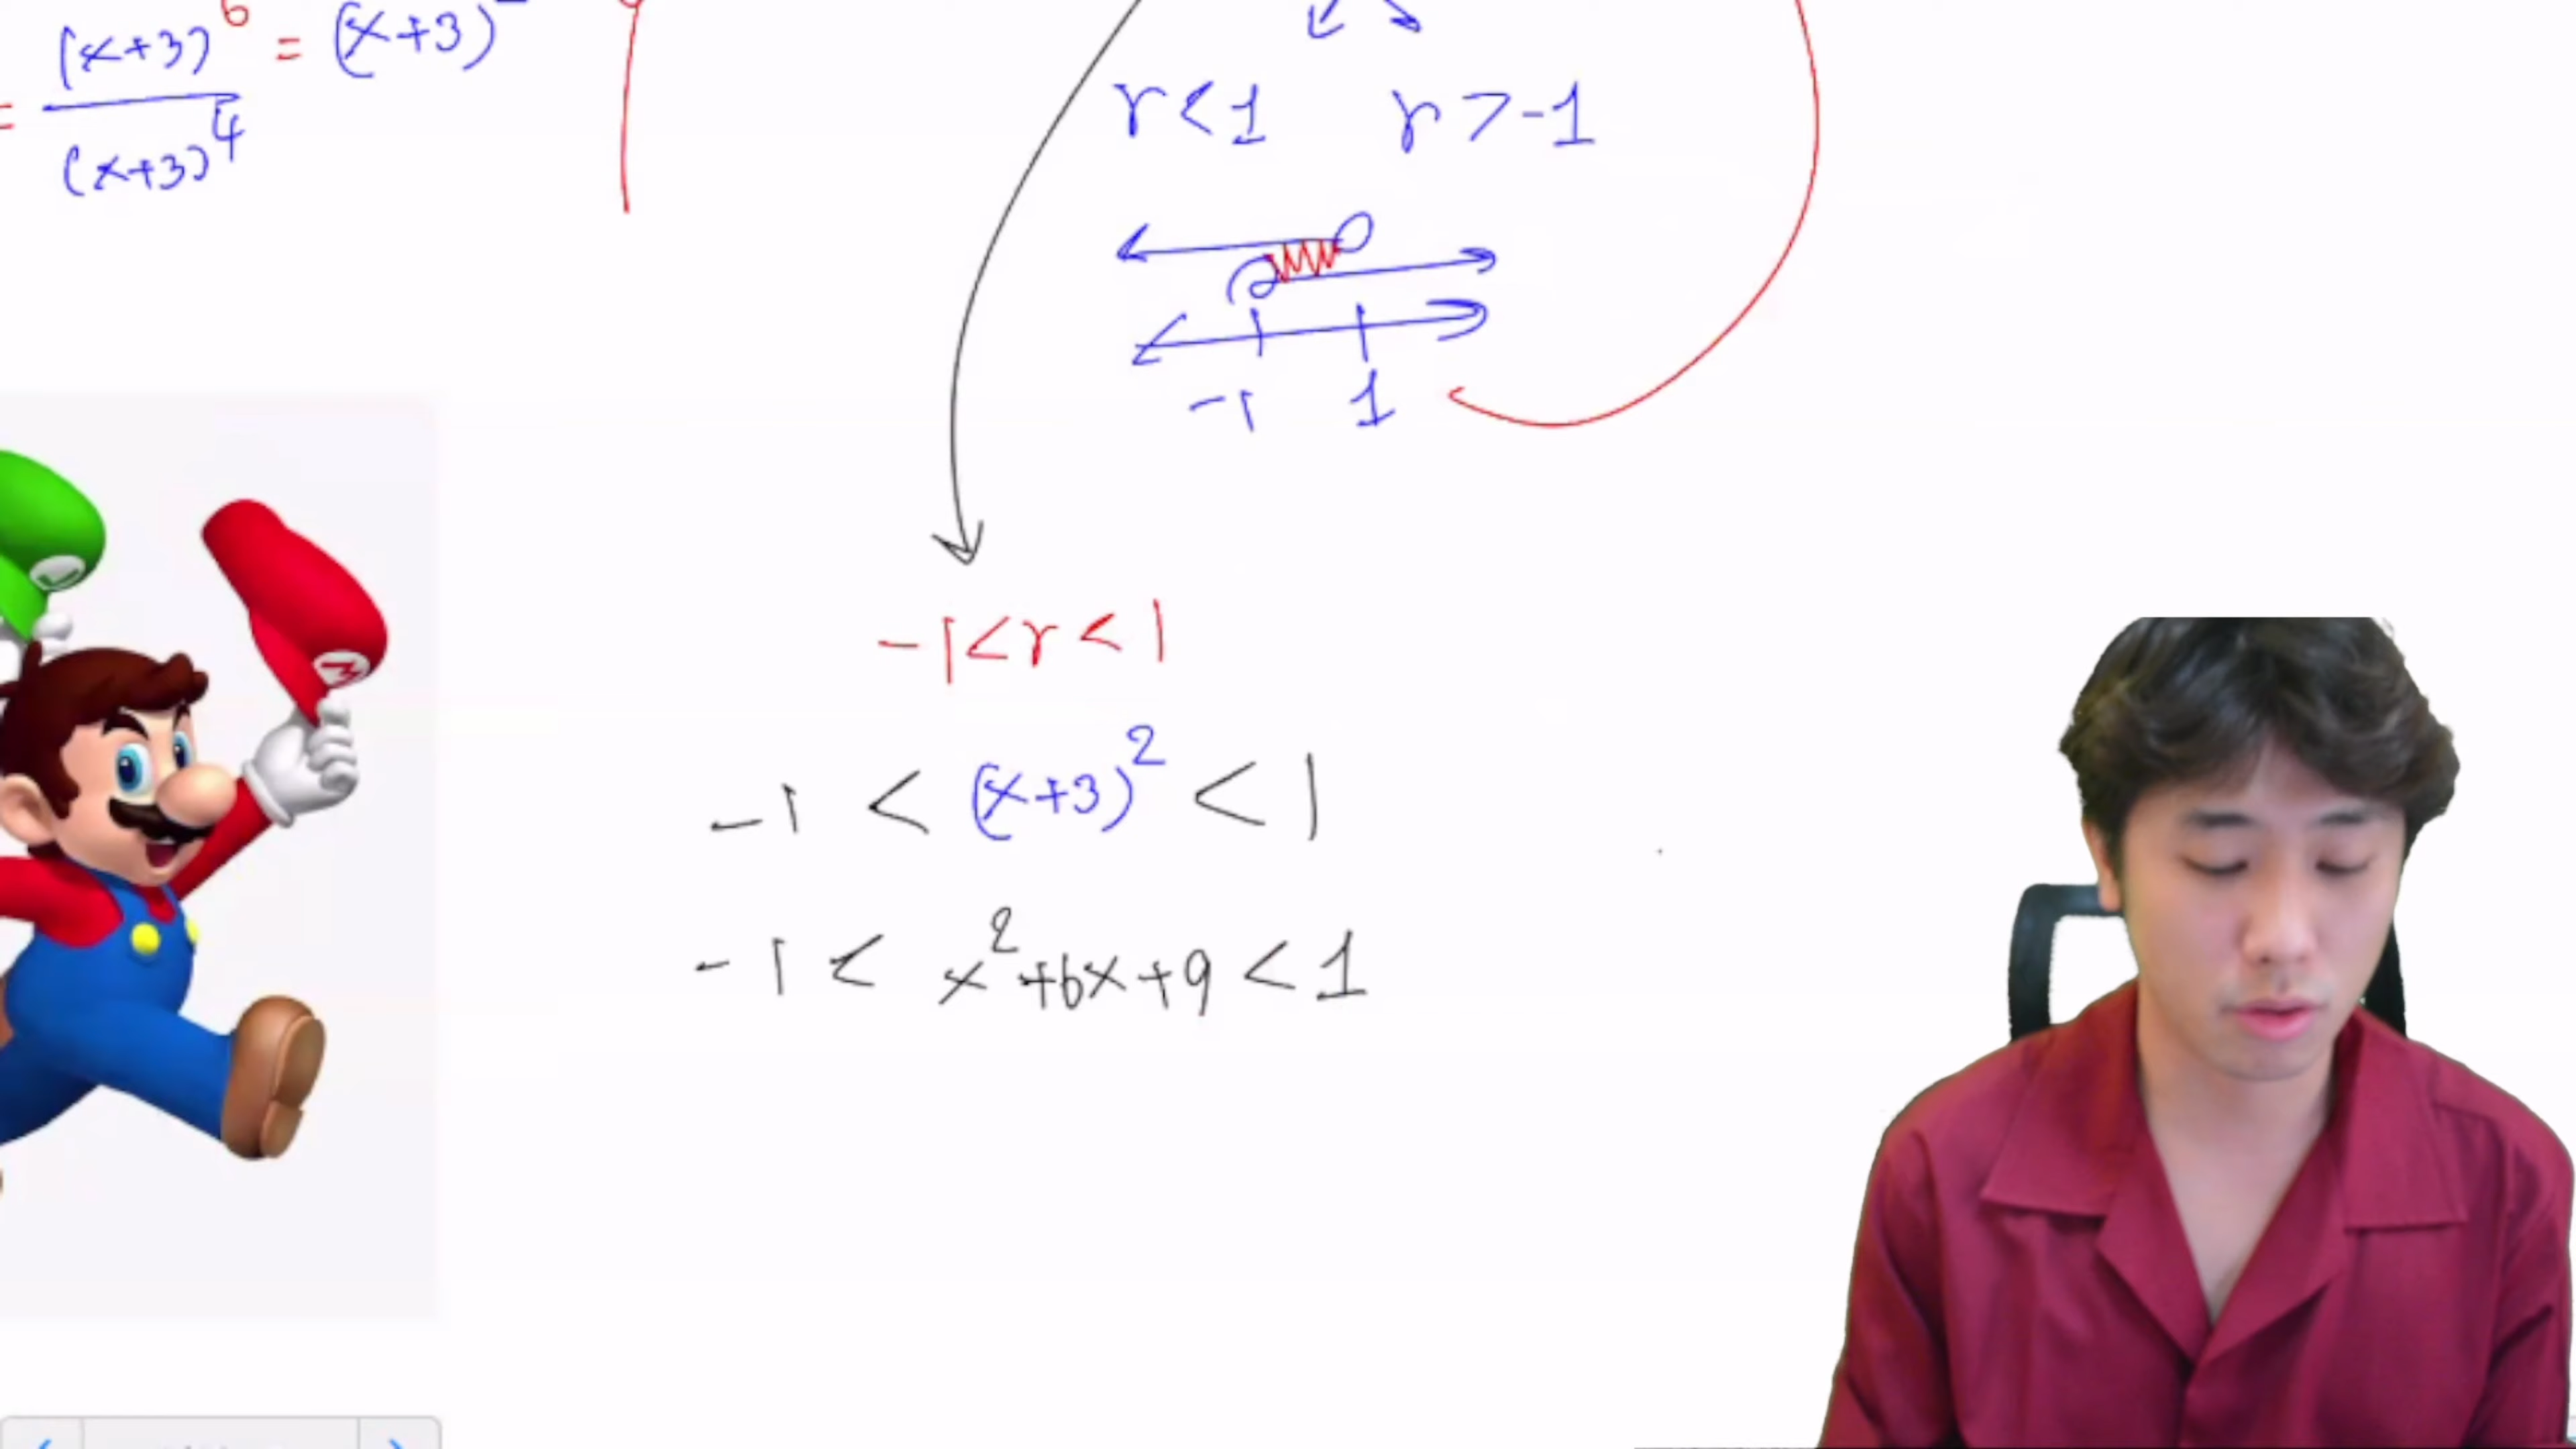 = (x+3)^6 / (x+3)^4 = (x+3)
r<1 r>-1
-1 1
-1<r<1
-1 < (x+3)^2 < 1
-1 < x^2+6x+9 < 1
L
M